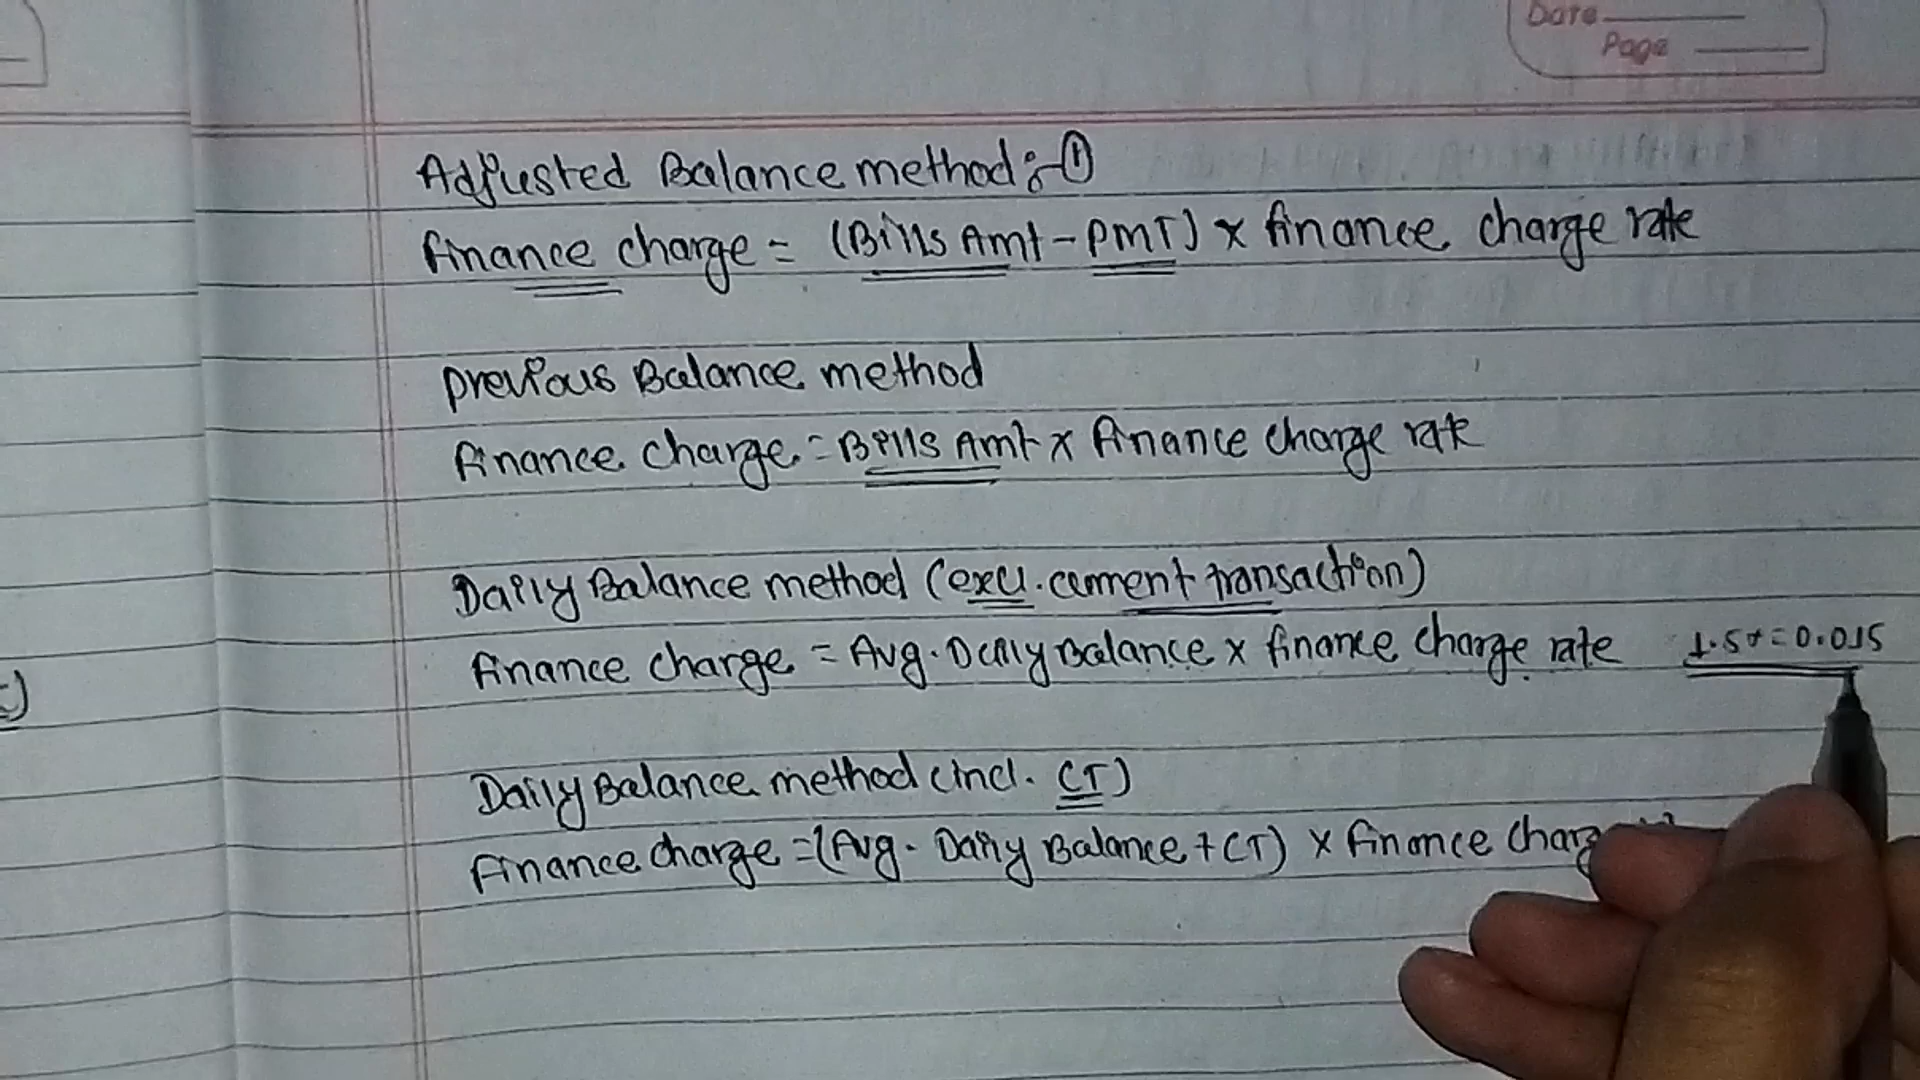 Date
Page
Adjusted Balance method:- ①
finance charge = (Bills Amt - PMT) x finance charge rate
previous Balance method
finance charge = Bills Amt x finance charge rate
Daily Balance method (excl. current transaction)
finance charge = Avg. Daily Balance x finance charge rate 1.5% = 0.015
Daily Balance method (incl. CT)
finance charge = (Avg. Daily Balance + CT) x finance